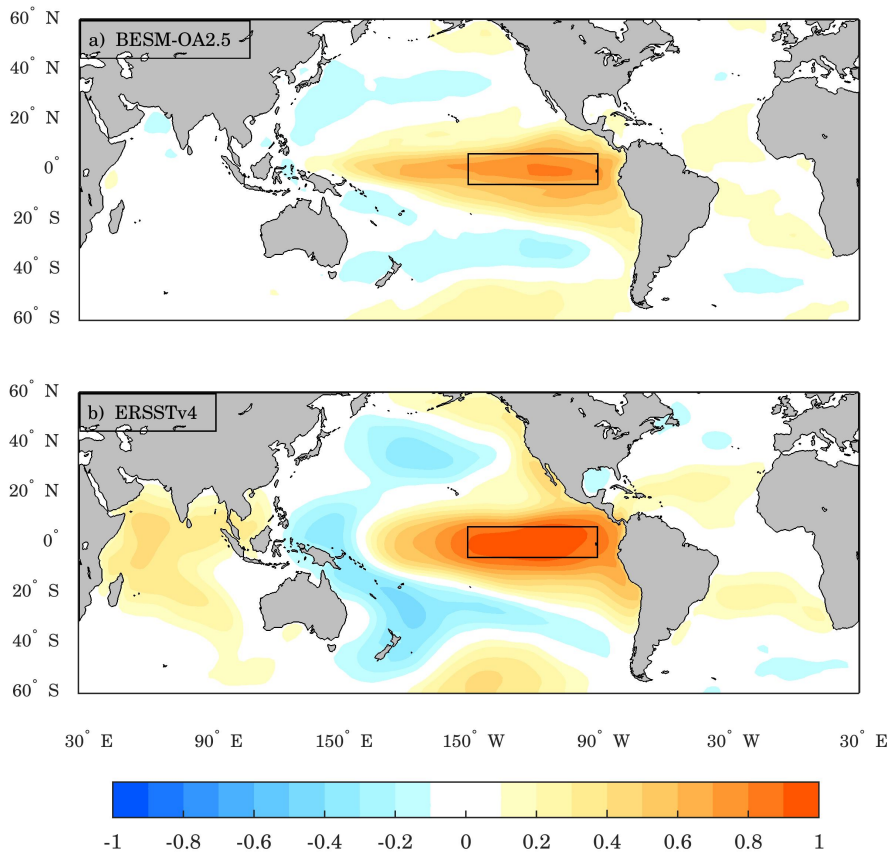 60° N
a) BESM-OA2.5
40° N
20° N
0°
20° S
40° S
60° S
60° N
b) ERSSTv4
40° N
20° N
0°
20° S
40° S
60° S
30° E 90° E 150° E 150° W 90° W 30° W 30° E
-1 -0.8 -0.6 -0.4 -0.2 0 0.2 0.4 0.6 0.8 1